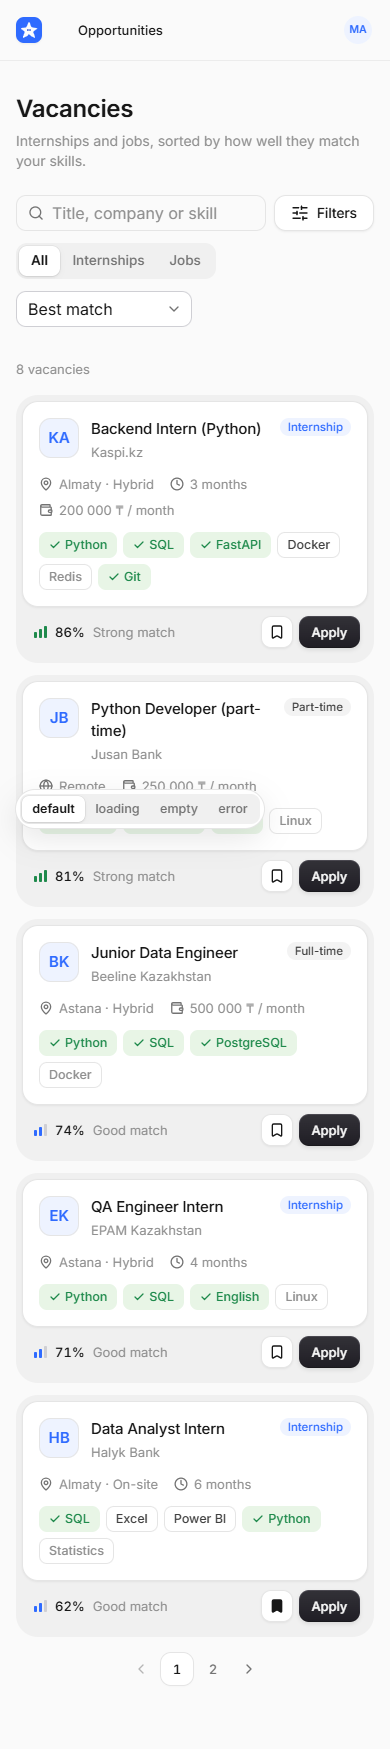 Opportunities
MA
Vacancies
Internships and jobs, sorted by how well they match
your skills.
Title, company or skill
Filters
All Internships Jobs
Best match
8 vacancies
KA
Backend Intern (Python)
Internship
Kaspi.kz
Almaty · Hybrid 3 months
200 000 ₸ / month
Python SQL FastAPI Docker
Redis Git
86% Strong match
Apply
JB
Python Developer (part-
time)
Part-time
Jusan Bank
Remote 250 000 ₸ / month
default loading empty error
Linux
81% Strong match
Apply
BK
Junior Data Engineer
Full-time
Beeline Kazakhstan
Astana · Hybrid 500 000 ₸ / month
Python SQL PostgreSQL
Docker
74% Good match
Apply
EK
QA Engineer Intern
Internship
EPAM Kazakhstan
Astana · Hybrid 4 months
Python SQL English Linux
71% Good match
Apply
HB
Data Analyst Intern
Internship
Halyk Bank
Almaty · On-site 6 months
SQL Excel Power BI Python
Statistics
62% Good match
Apply
1 2